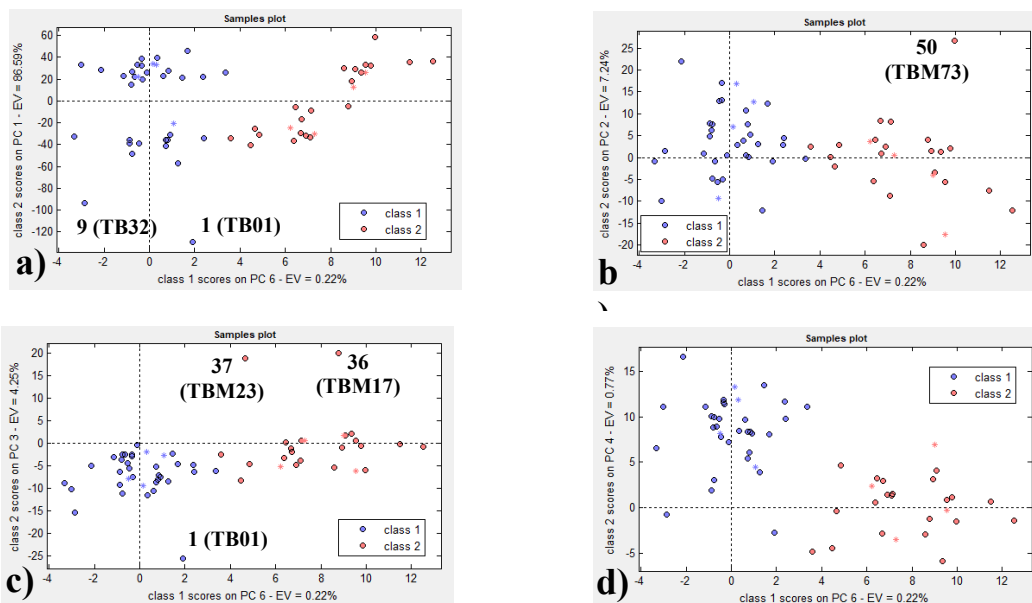 Samples plot
class 2 scores on PC 1 - EV = 86.59%
60
40
20
0
-20
-40
-60
-80
-100
-120
9 (TB32)
1 (TB01)
class 1
class 2
-4
-2
0
2
4
6
8
10
12
class 1 scores on PC 6 - EV = 0.22%
a)
Samples plot
class 2 scores on PC 2 - EV = 7.24%
25
20
15
10
5
0
-5
-10
-15
-20
50
(TBM73)
class 1
class 2
-4
-2
0
2
4
6
8
10
12
class 1 scores on PC 6 - EV = 0.22%
b
Samples plot
class 2 scores on PC 3 - EV = 4.25%
20
15
10
5
0
-5
-10
-15
-20
-25
37
(TBM23)
36
(TBM17)
1 (TB01)
class 1
class 2
-4
-2
0
2
4
6
8
10
12
class 1 scores on PC 6 - EV = 0.22%
c)
Samples plot
class 2 scores on PC 4 - EV = 0.77%
15
10
5
0
-5
class 1
class 2
-4
-2
0
2
4
6
8
10
12
class 1 scores on PC 6 - EV = 0.22%
d)